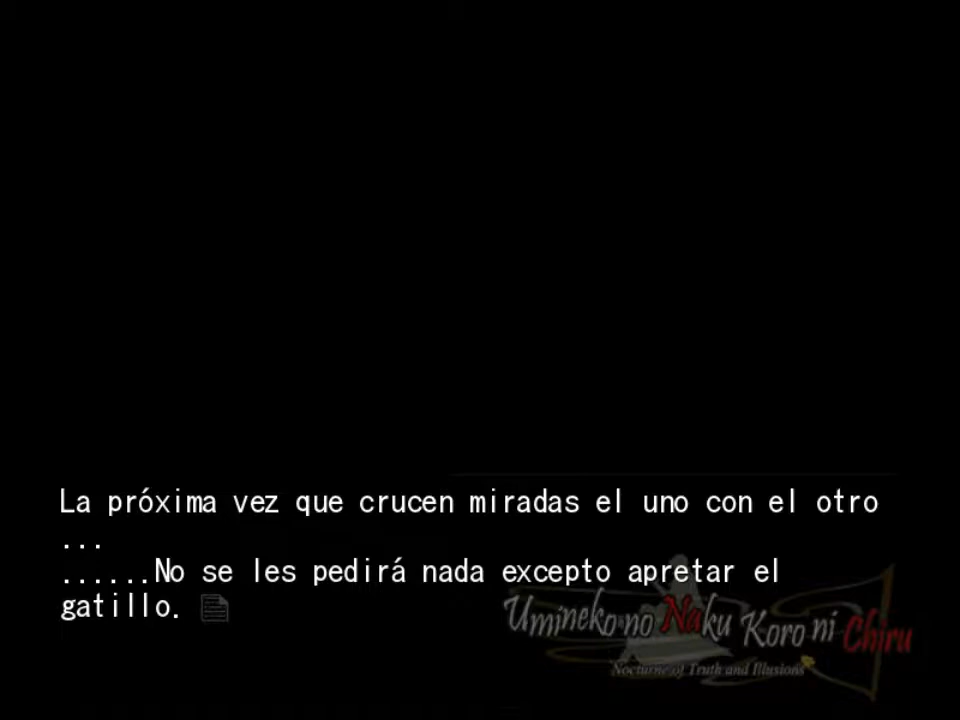 La próxima vez que crucen miradas el uno con el otro
...
......No se les pedirá nada excepto apretar el
gatillo.
Umineko no Naku Koro ni Chiru
Nocturne of Truth and Illusions